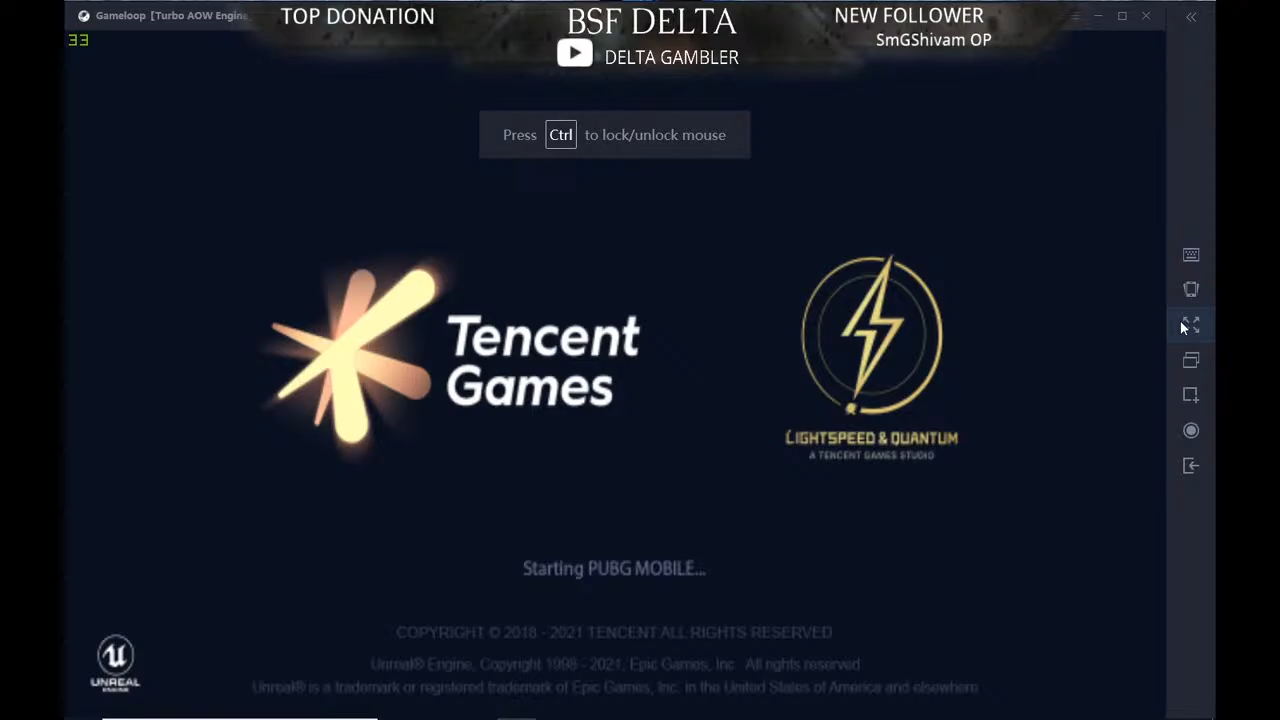 Gameloop [Turbo AOW Engine
TOP DONATION
BSF DELTA
DELTA GAMBLER
NEW FOLLOWER
SmGShivam OP
33
Press Ctrl to lock/unlock mouse
Tencent
Games
LIGHTSPEED & QUANTUM
A TENCENT GAMES STUDIO
Starting PUBG MOBILE...
COPYRIGHT © 2018 - 2021 TENCENT ALL RIGHTS RESERVED
Unreal® Engine, Copyright 1998 - 2021, Epic Games, Inc. All rights reserved
Unreal® is a trademark or registered trademark of Epic Games, Inc. in the United States of America and elsewhere
UNREAL
ENGINE